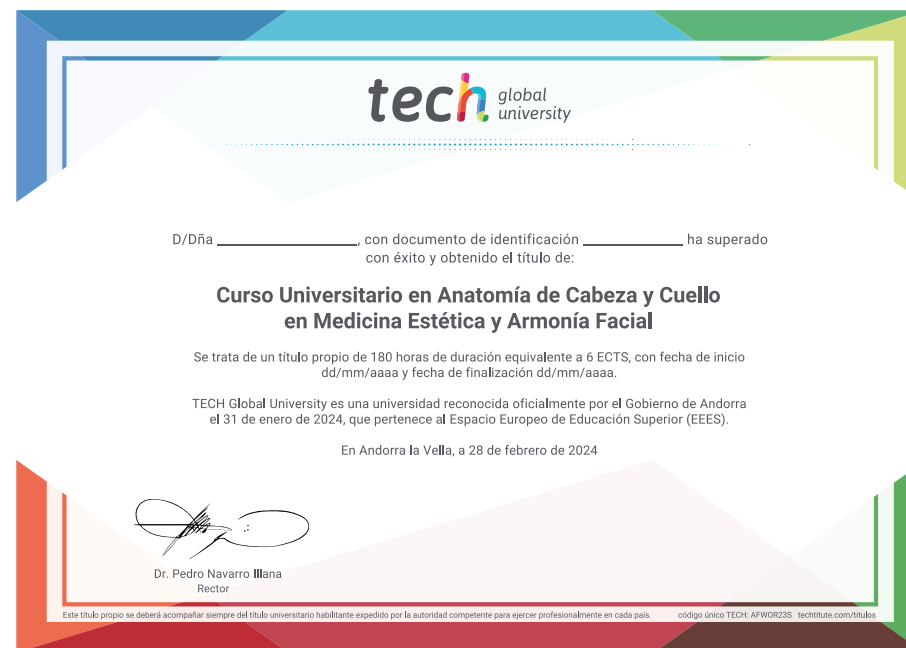 tech global university
D/Dña ____________________, con documento de identificación ______________ ha superado
con éxito y obtenido el título de:
Curso Universitario en Anatomía de Cabeza y Cuello
en Medicina Estética y Armonía Facial
Se trata de un título propio de 180 horas de duración equivalente a 6 ECTS, con fecha de inicio
dd/mm/aaaa y fecha de finalización dd/mm/aaaa.
TECH Global University es una universidad reconocida oficialmente por el Gobierno de Andorra
el 31 de enero de 2024, que pertenece al Espacio Europeo de Educación Superior (EEES).
En Andorra la Vella, a 28 de febrero de 2024
Dr. Pedro Navarro Illana
Rector
Este título propio se deberá acompañar siempre del título universitario habilitante expedido por la autoridad competente para ejercer profesionalmente en cada país. código único TECH: AFWOR23S techtitute.com/titulos